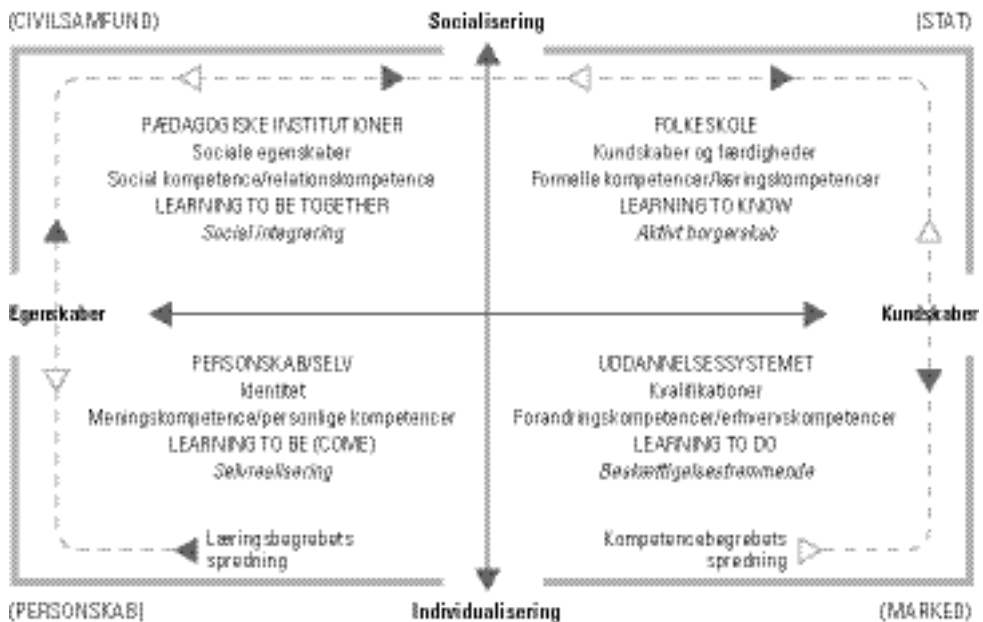 (CIVILSAMFUND)
Socialisering
(STAT)
PÆDAGOGISKE INSTITUTIONER
Sociale egenskaber
Social kompetence/relationskompetence
LEARNING TO BE TOGETHER
Social integrering
FOLKESKOLE
Kundskaber og færdigheder
Formelle kompetencer/læringskompetencer
LEARNING TO KNOW
Aktivt borgerskab
Egenskaber
Kundskaber
PERSONSKAB/SELV
Identitet
Meningskompetence/personlige kompetencer
LEARNING TO BE (COME)
Selvrealisering
UDDANNELSESSYSTEMET
Kvalifikationer
Forandringskompetencer/erhvervskompetencer
LEARNING TO DO
Beskæftigelsesfremmende
Læringsbegrebets
spredning
Kompetencebegrebets
spredning
(PERSONSKAB)
Individualisering
(MARKED)